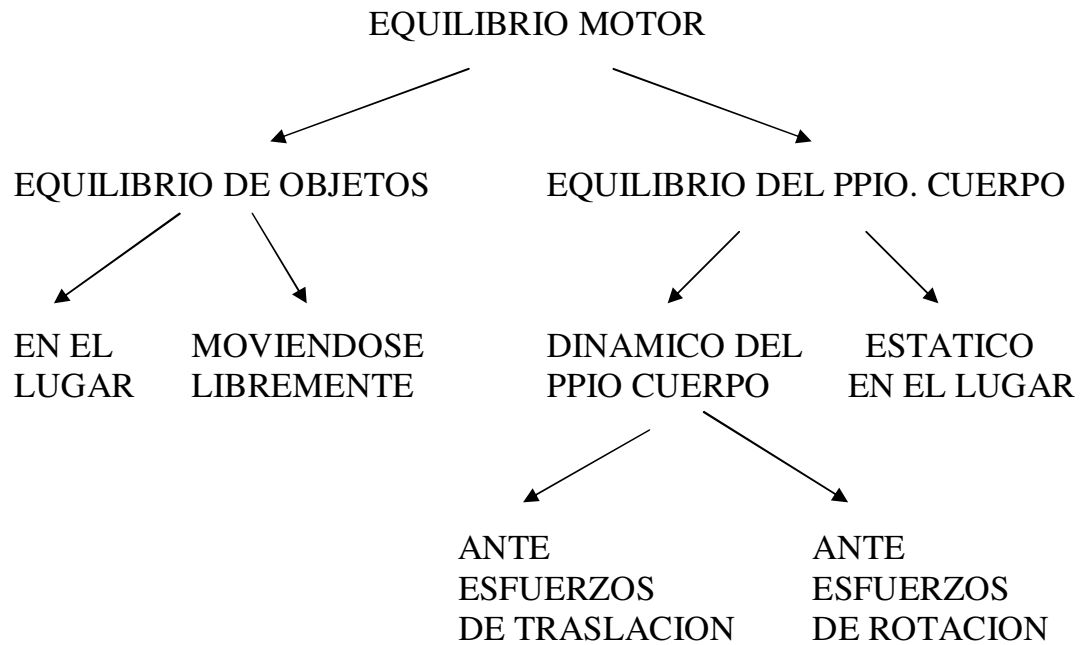 EQUILIBRIO MOTOR
EQUILIBRIO DE OBJETOS
EQUILIBRIO DEL PPIO. CUERPO
EN EL
LUGAR
MOVIENDOSE
LIBREMENTE
DINAMICO DEL
PPIO CUERPO
ESTATICO
EN EL LUGAR
ANTE
ESFUERZOS
DE TRASLACION
ANTE
ESFUERZOS
DE ROTACION